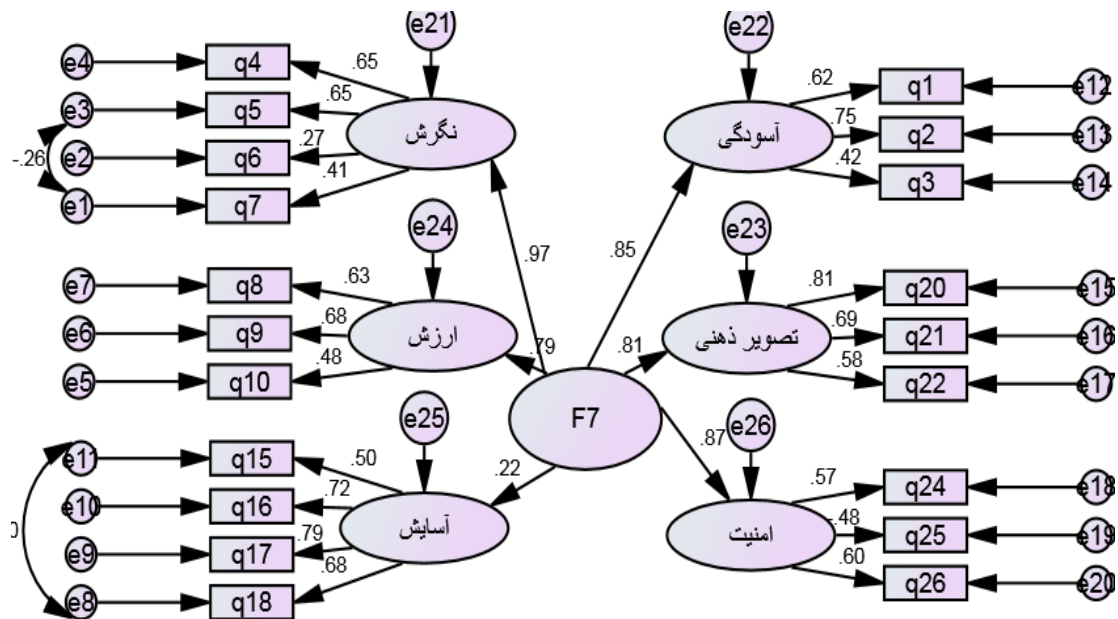 e21
e22
e4
q4
.65
e3
q5
.65
نگرش
-.26
e2
q6
.27
e1
q7
.41
.62
q1
e12
آسودگی
.75
q2
e13
.42
q3
e14
e24
e23
.97
.85
e7
q8
.63
e6
q9
.68
ارزش
e5
q10
.48
.79
.81
q20
e15
تصویر ذهنی
.69
q21
e16
.81
.58
q22
e17
F7
e25
e26
.87
.22
e11
q15
.50
e10
q16
.72
آسایش
0
e9
q17
.79
e8
q18
.68
.57
q24
e18
امنیت
-.48
q25
e19
.60
q26
e20